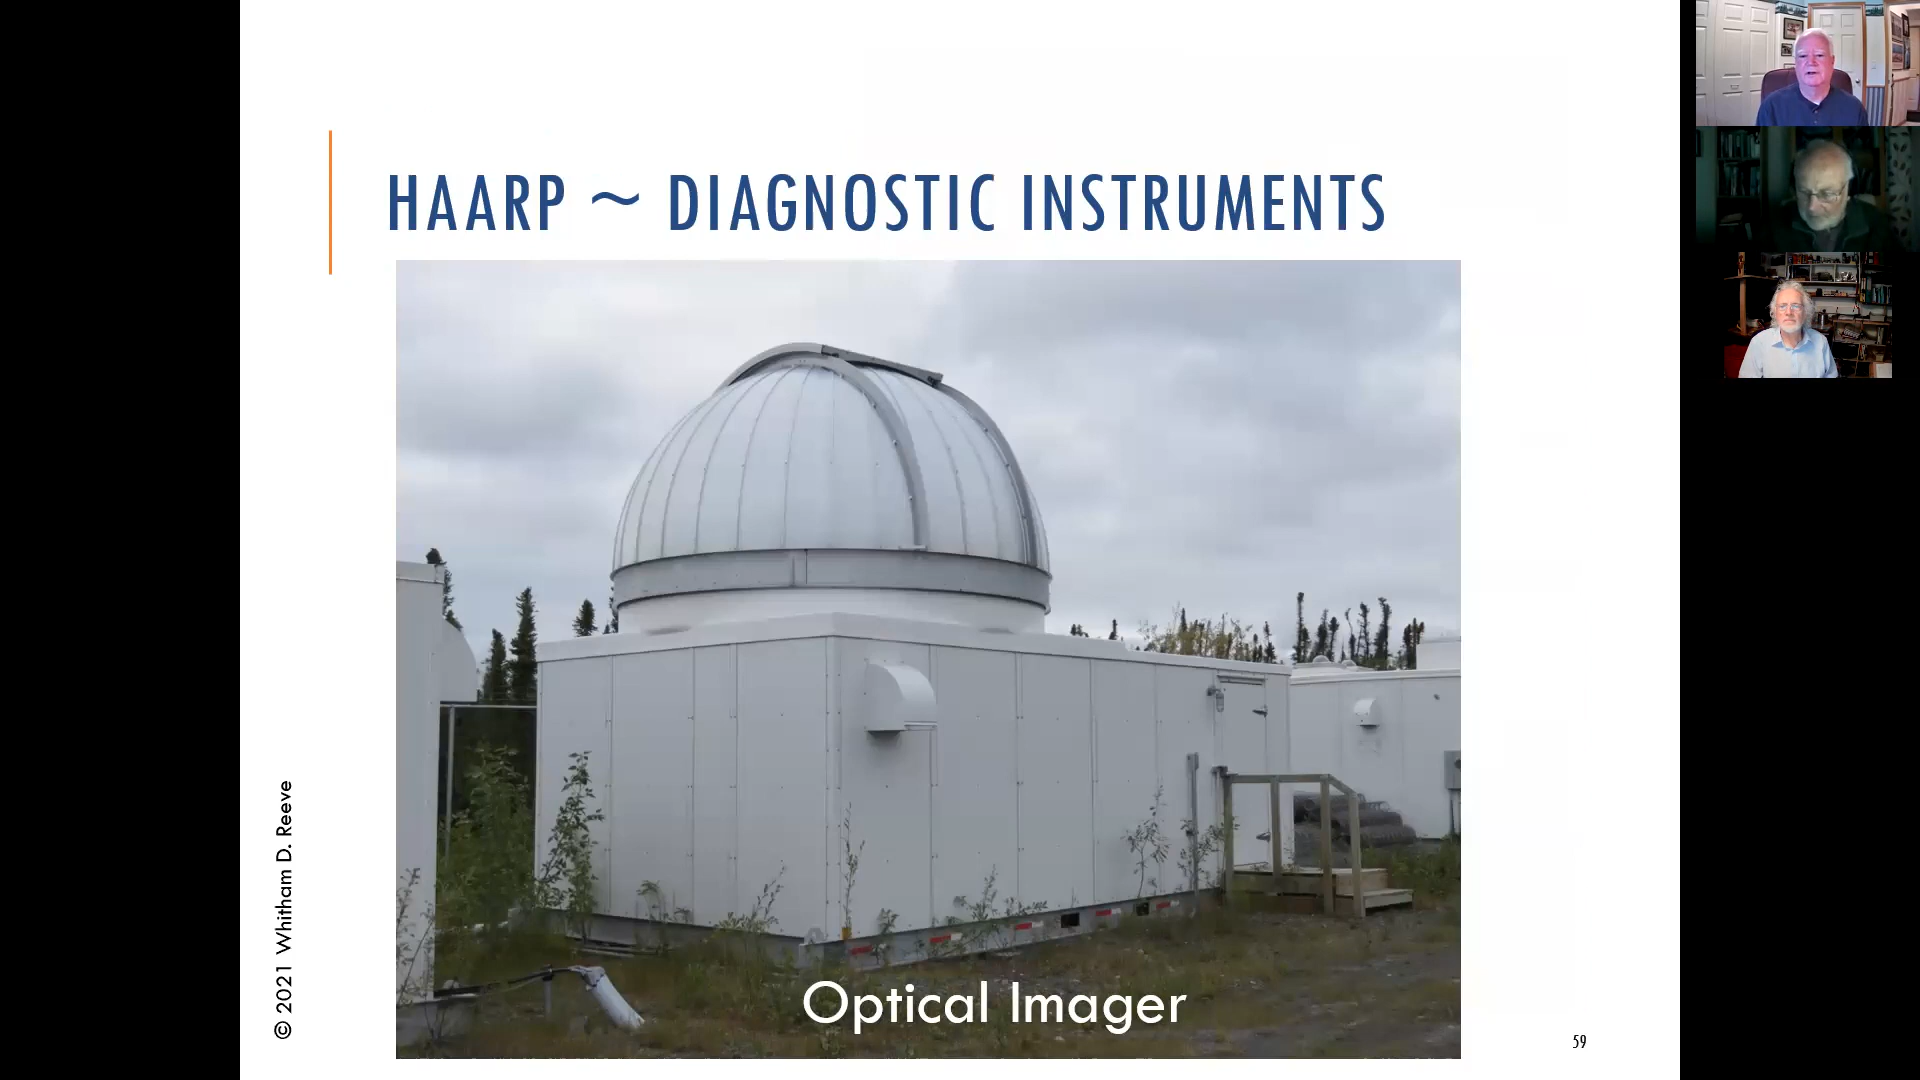 HAARP ~ DIAGNOSTIC INSTRUMENTS
Optical Imager
© 2021 Whitham D. Reeve
59